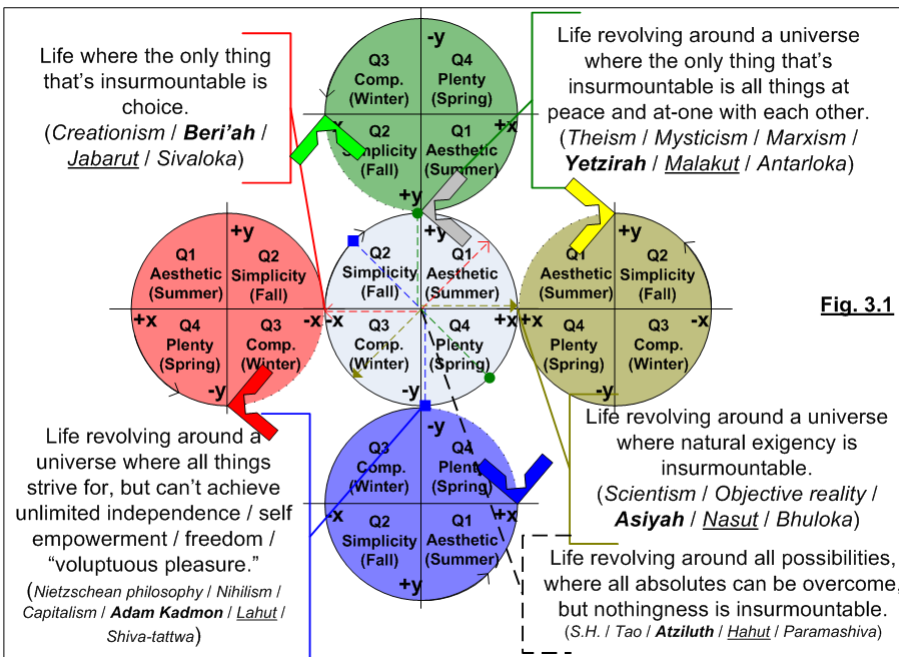 Life where the only thing
that's insurmountable is
choice.
(Creationism / Beri'ah /
Jabarut / Sivaloka)
-y
Q3
Comp.
(Winter)
Q4
Plenty
(Spring)
-x
+x
Q2
Simplicity
(Fall)
Q1
Aesthetic
(Summer)
+y
Life revolving around a universe
where the only thing that's
insurmountable is all things at
peace and at-one with each other.
(Theism / Mysticism / Marxism /
Yetzirah / Malakut / Antarloka)
+y
Q1
Aesthetic
(Summer)
Q2
Simplicity
(Fall)
+x
-x
Q4
Plenty
(Spring)
Q3
Comp.
(Winter)
-y
+y
Q2
Simplicity
(Fall)
Q1
Aesthetic
(Summer)
-x
+x
Q3
Comp.
(Winter)
Q4
Plenty
(Spring)
-y
+y
Q1
Aesthetic
(Summer)
Q2
Simplicity
(Fall)
+x
-x
Q4
Plenty
(Spring)
Q3
Comp.
(Winter)
-y
Fig. 3.1
Life revolving around a
universe where all things
strive for, but can't achieve
unlimited independence / self
empowerment / freedom /
"voluptuous pleasure."
(Nietzschean philosophy / Nihilism /
Capitalism / Adam Kadmon / Lahut /
Shiva-tattwa)
-y
Q3
Comp.
(Winter)
Q4
Plenty
(Spring)
-x
+x
Q2
Simplicity
(Fall)
Q1
Aesthetic
(Summer)
+y
Life revolving around a universe
where natural exigency is
insurmountable.
(Scientism / Objective reality /
Asiyah / Nasut / Bhuloka)
Life revolving around all possibilities,
where all absolutes can be overcome,
but nothingness is insurmountable.
(S.H. / Tao / Atziluth / Hahut / Paramashiva)